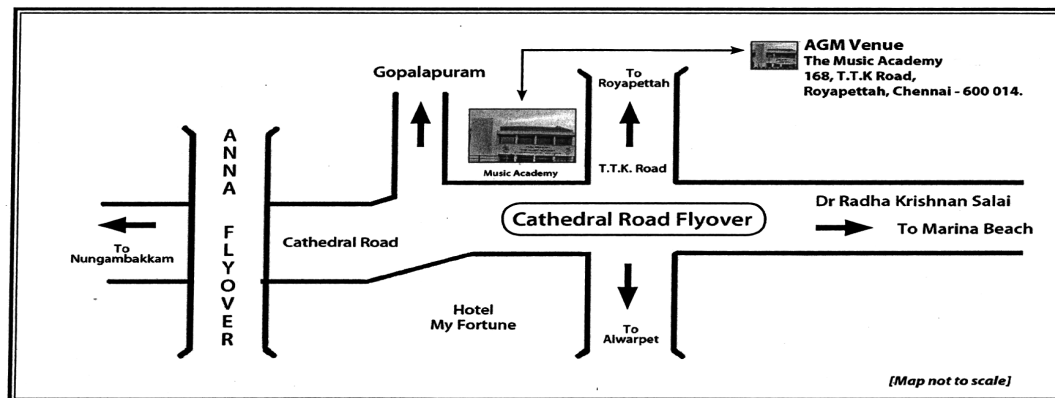 AGM Venue
The Music Academy
168, T.T.K Road,
Royapettah, Chennai - 600 014.
Gopalapuram
To
Royapettah
ANNA FLYOVER
Music Academy
T.T.K. Road
Dr Radha Krishnan Salai
Cathedral Road Flyover
To Marina Beach
Cathedral Road
To
Nungambakkam
Hotel
My Fortune
To
Alwarpet
[Map not to scale]